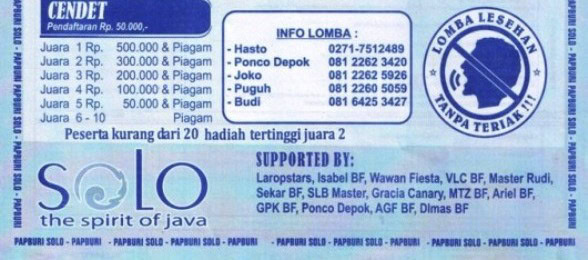 CENDET
Pendaftaran Rp. 50.000,-
Juara 1 Rp. 500.000 & Piagam
Juara 2 Rp. 300.000 & Piagam
Juara 3 Rp. 200.000 & Piagam
Juara 4 Rp. 100.000 & Piagam
Juara 5 Rp. 50.000 & Piagam
Juara 6 - 10 Piagam
INFO LOMBA :
- Hasto 0271-7512489
- Ponco Depok 081 2262 3420
- Joko 081 2262 5926
- Puguh 081 2260 5059
- Budi 081 6425 3427
LOMBA LESEHAN
TANPA TERIAK !!!
Peserta kurang dari 20 hadiah tertinggi juara 2
SOLO
the spirit of java
SUPPORTED BY:
Laropstars, Isabel BF, Wawan Fiesta, VLC BF, Master Rudi,
Sekar BF, SLB Master, Gracia Canary, MTZ BF, Ariel BF,
GPK BF, Ponco Depok, AGF BF, DImas BF
PAPBURI SOLO - PAPBURI
PAPBURI SOLO - PAPBURI
PAPBURI SOLO - PAPBURI - PAPBURI SOLO - PAPBURI SOLO - PAPBURI SOLO - PAPBURI SOLO - PAPBURI SOLO - PAPBURI